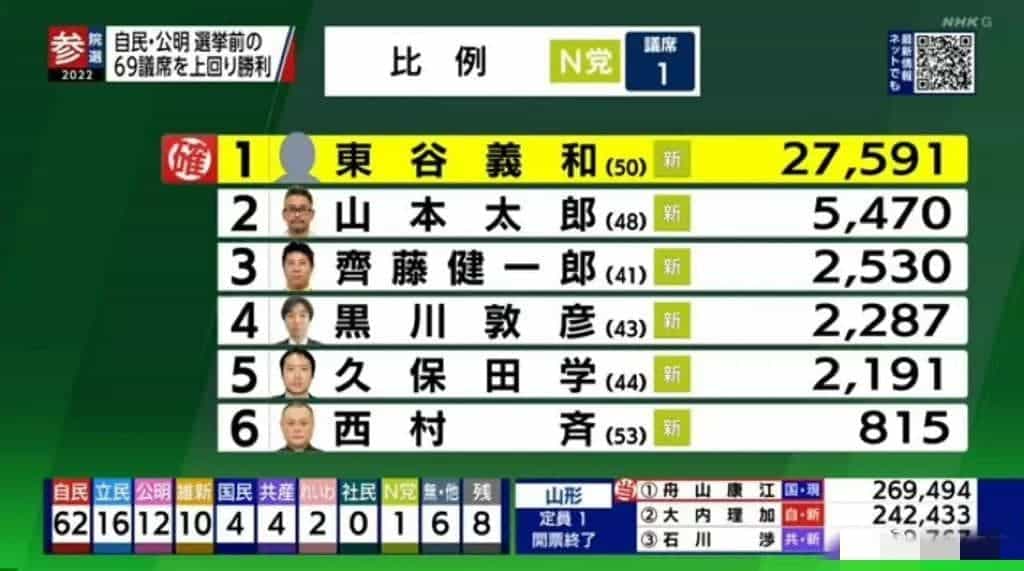 NHK G
参院選
2022
自民・公明 選挙前の
69議席を上回り勝利
比例 N党 議席 1
最新情報
ネットでも
確 1 東谷義和(50) 新 27,591
2 山本太郎(48) 新 5,470
3 齊藤健一郎(41) 新 2,530
4 黒川敦彦(43) 新 2,287
5 久保田学(44) 新 2,191
6 西村斉(53) 新 815
自民 立民 公明 維新 国民 共産 れいわ 社民 N党 無・他 残
62 16 12 10 4 4 2 0 1 6 8
山形
定員1
開票終了
当 ①舟山康江 国・現 269,494
②大内理加 自・新 242,433
③石川渉 共・新